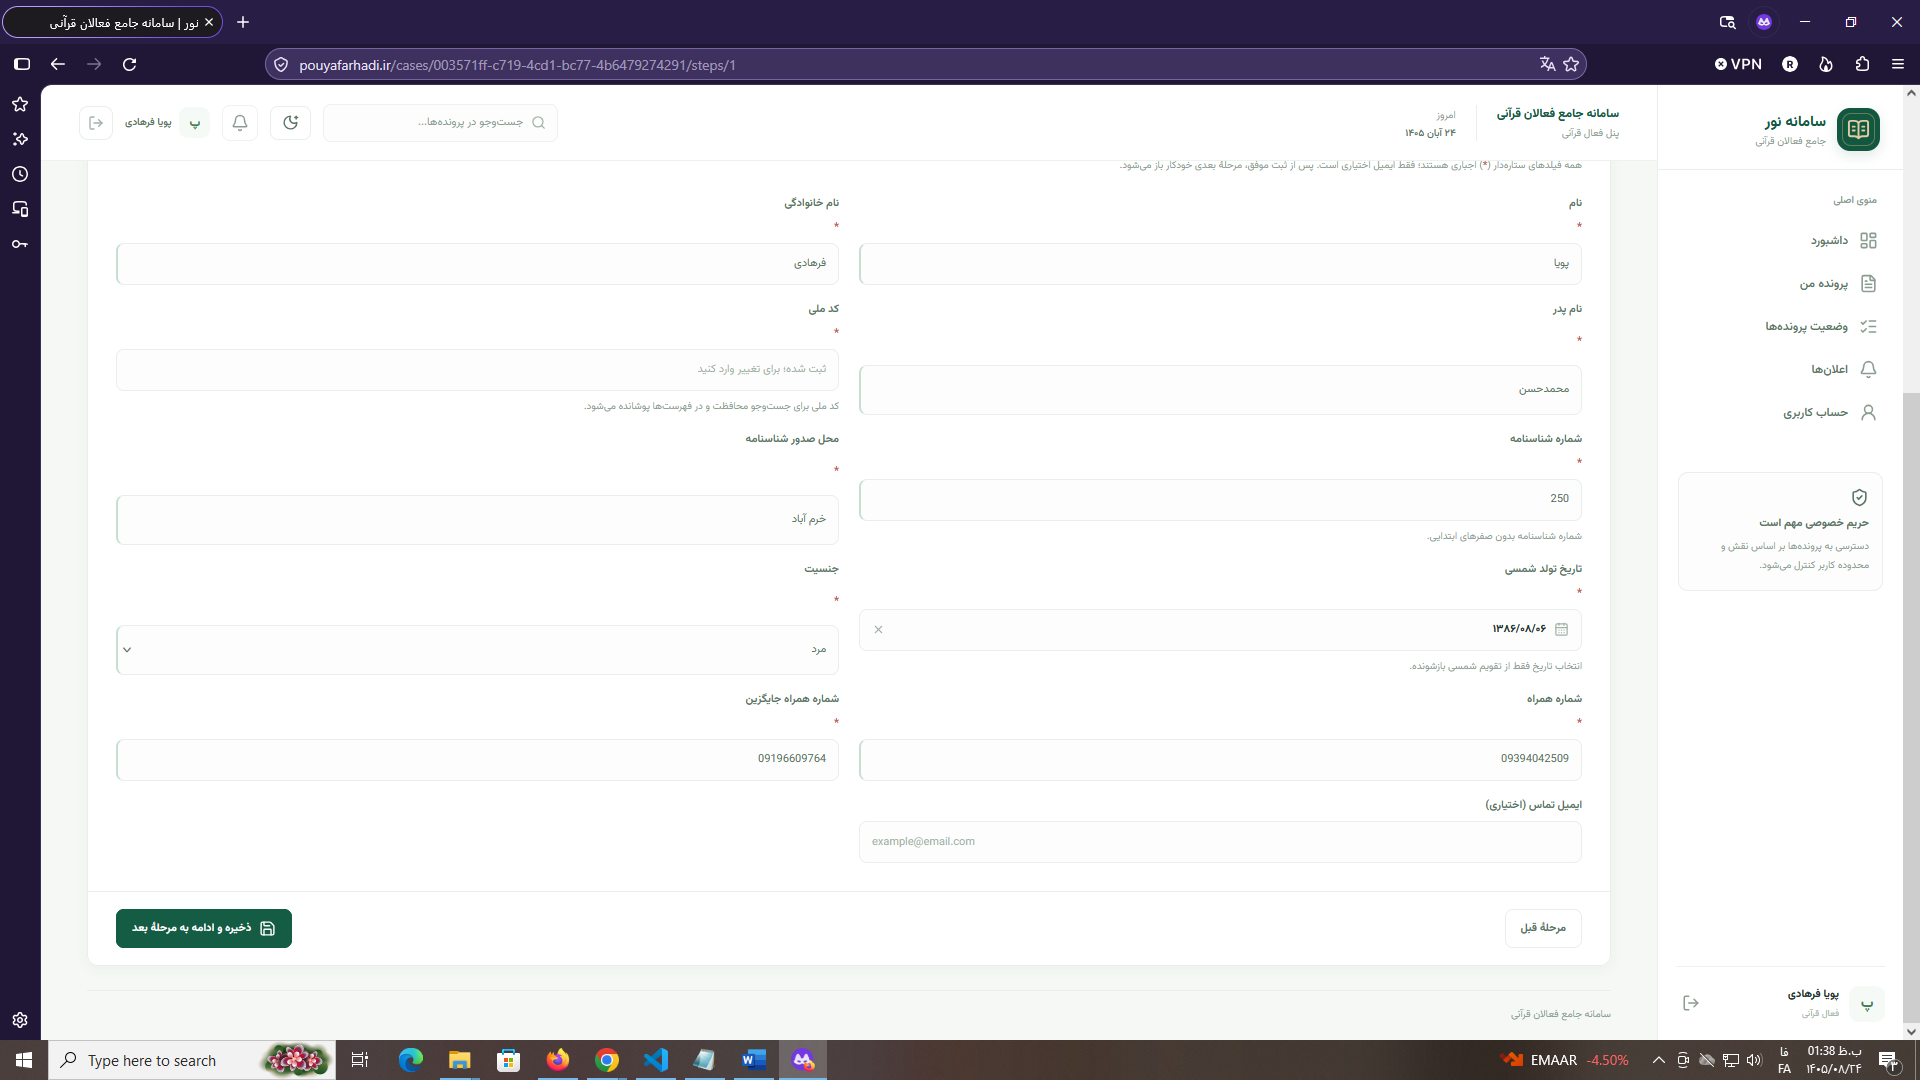 نور | سامانه جامع فعالان قرآنی
pouyafarhadi.ir/cases/003571ff-c719-4cd1-bc77-4b6479274291/steps/1
VPN
سامانه نور
جامع فعالان قرآنی
سامانه جامع فعالان قرآنی
پنل فعال قرآنی
امروز
۲۴ آبان ۱۴۰۵
جست‌وجو در پرونده‌ها...
پ
پویا فرهادی
منوی اصلی
داشبورد
پرونده من
وضعیت پرونده‌ها
اعلان‌ها
حساب کاربری
حریم خصوصی مهم است
دسترسی به پرونده‌ها بر اساس نقش و
محدوده کاربر کنترل می‌شود.
پویا فرهادی
فعال قرآنی
پ
همه فیلدهای ستاره‌دار (*) اجباری هستند؛ فقط ایمیل اختیاری است. پس از ثبت موفق، مرحلهٔ بعدی خودکار باز می‌شود.
نام
*
پویا
نام خانوادگی
*
فرهادی
نام پدر
*
محمدحسن
کد ملی
*
ثبت شده؛ برای تغییر وارد کنید
کد ملی برای جست‌وجو محافظت و در فهرست‌ها پوشانده می‌شود.
شماره شناسنامه
*
250
شماره شناسنامه بدون صفرهای ابتدایی.
محل صدور شناسنامه
*
خرم آباد
تاریخ تولد شمسی
*
۱۳۸۶/۰۸/۰۶
انتخاب تاریخ فقط از تقویم شمسی بازشونده.
جنسیت
*
مرد
شماره همراه
*
09394042509
شماره همراه جایگزین
*
09196609764
ایمیل تماس (اختیاری)
example@email.com
مرحلهٔ قبل
ذخیره و ادامه به مرحلهٔ بعد
سامانه جامع فعالان قرآنی
Type here to search
EMAAR -4.50%
فا
FA
01:38 ب.ظ
۱۴۰۵/۰۸/۲۴
۳